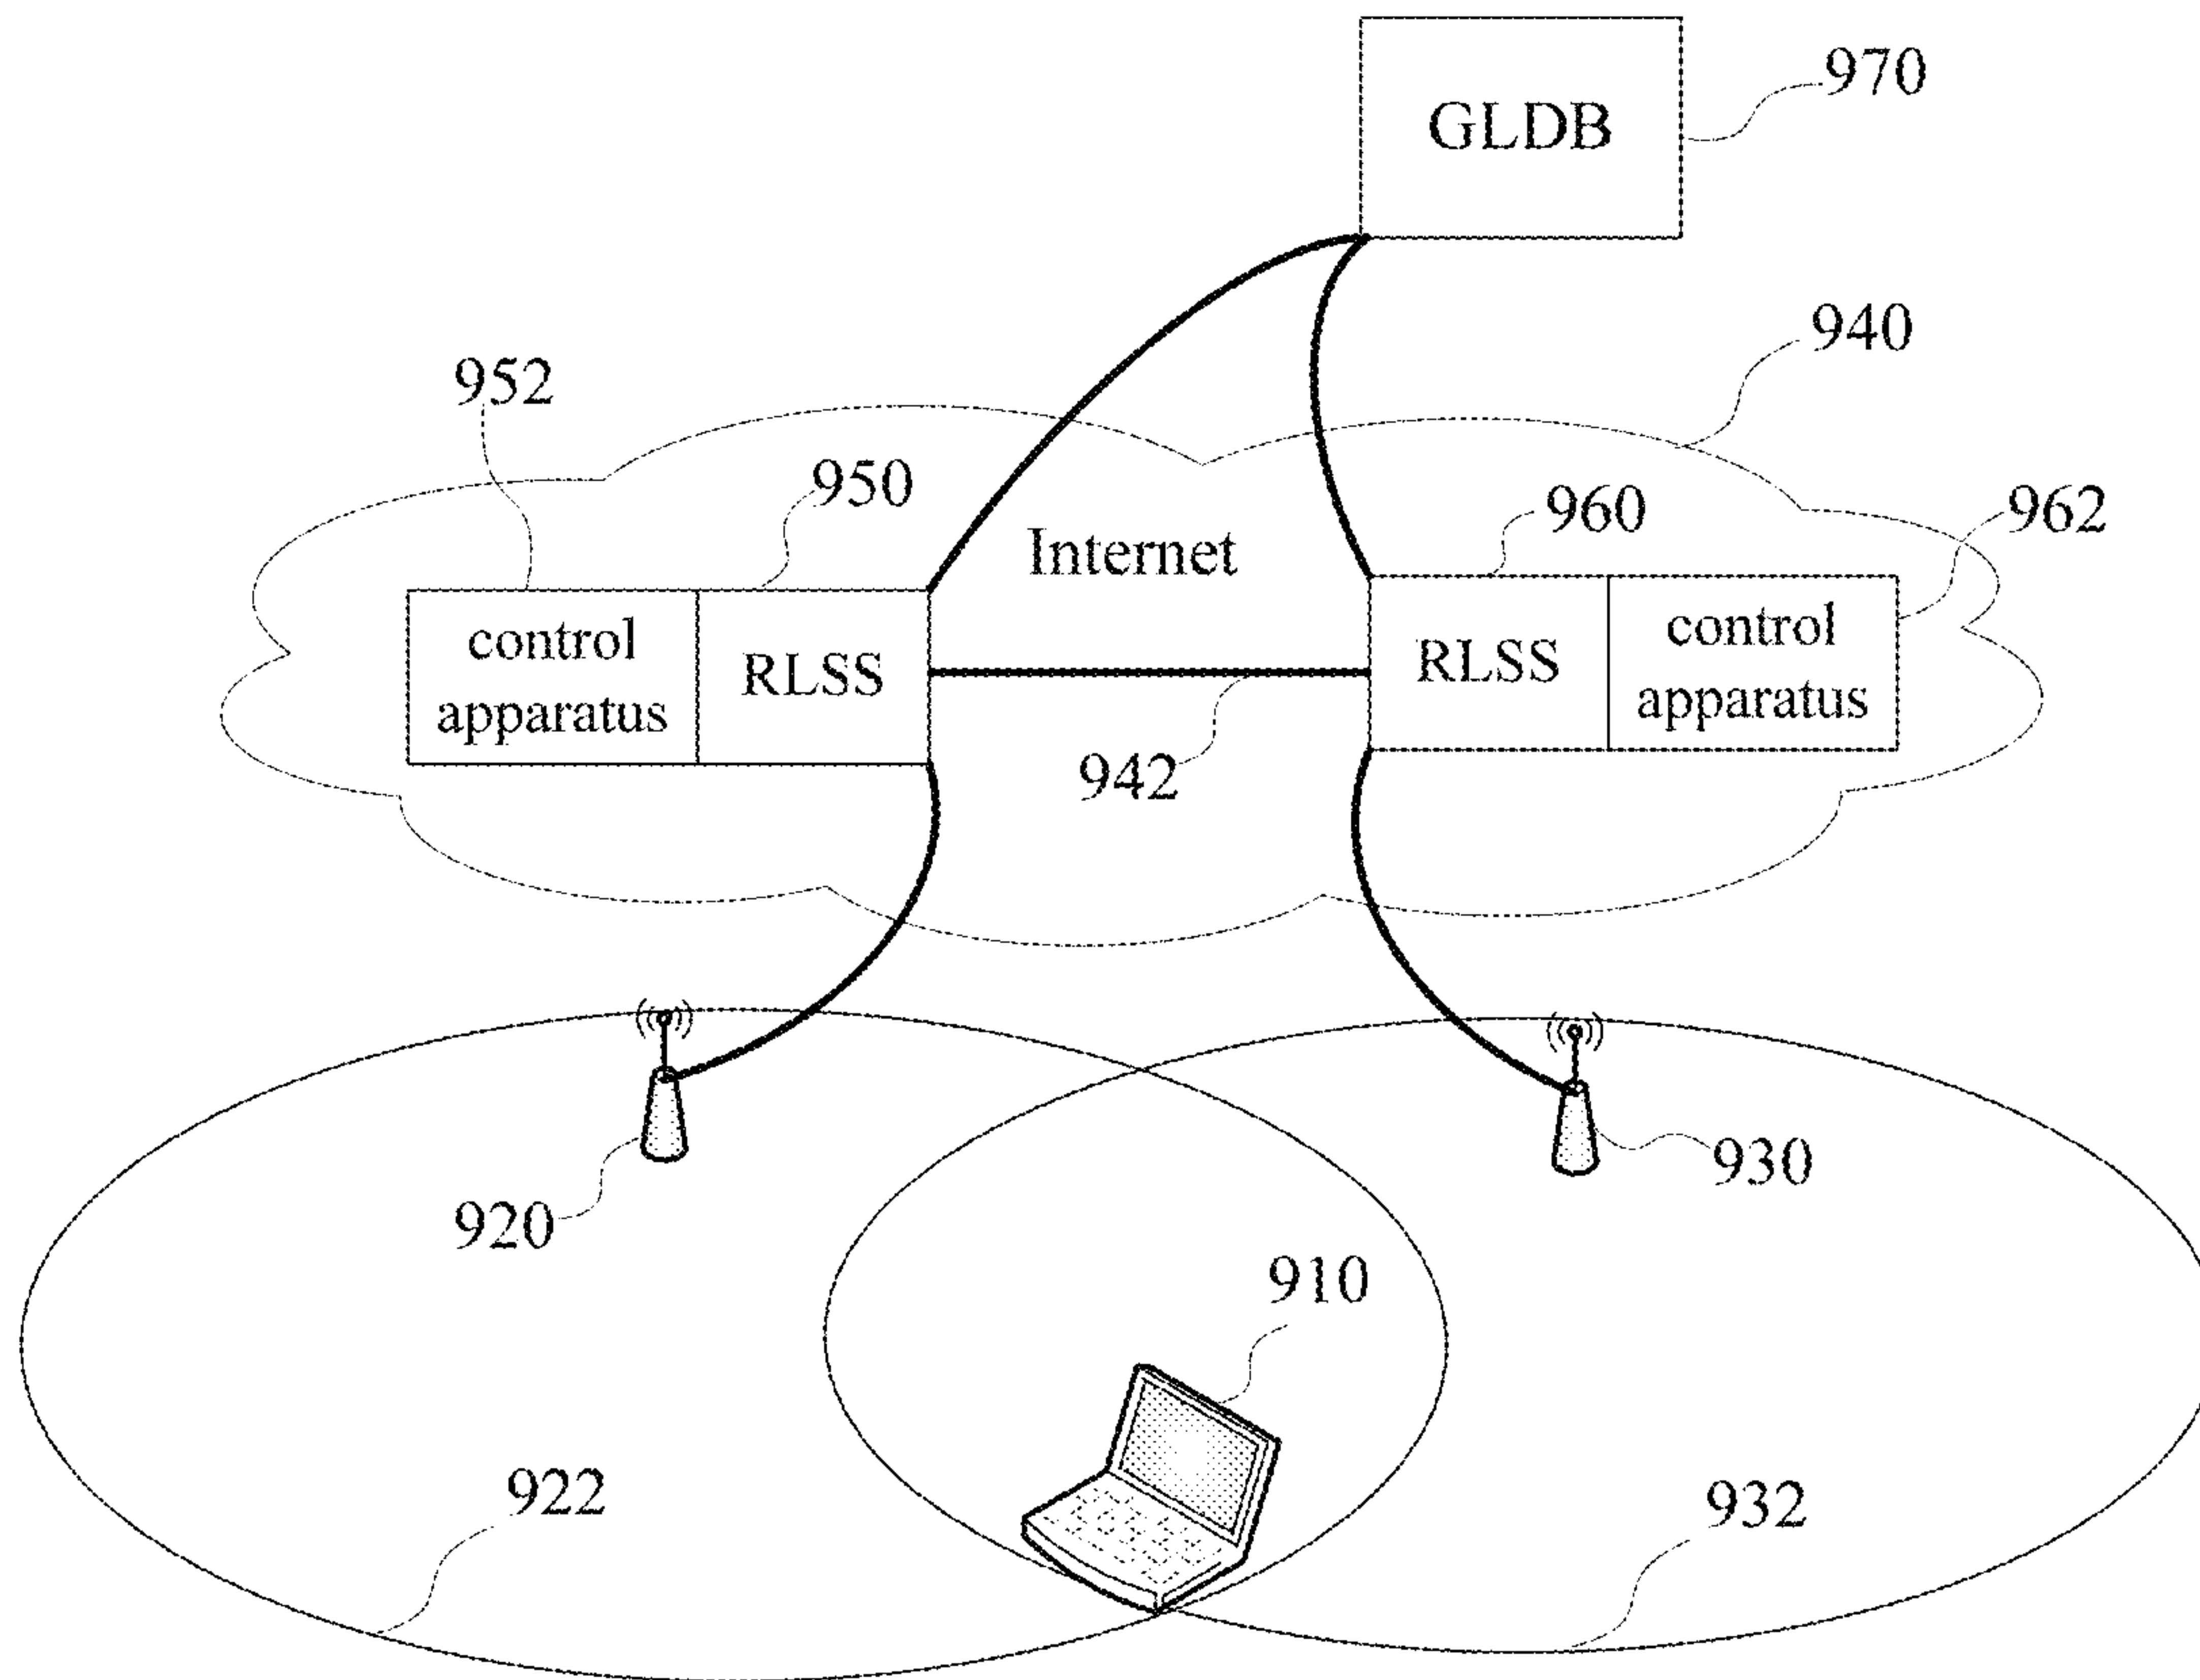 GLDB
970
940
952
950
960
962
Internet
control
apparatus
RLSS
RLSS
control
apparatus
942
920
930
910
922
932